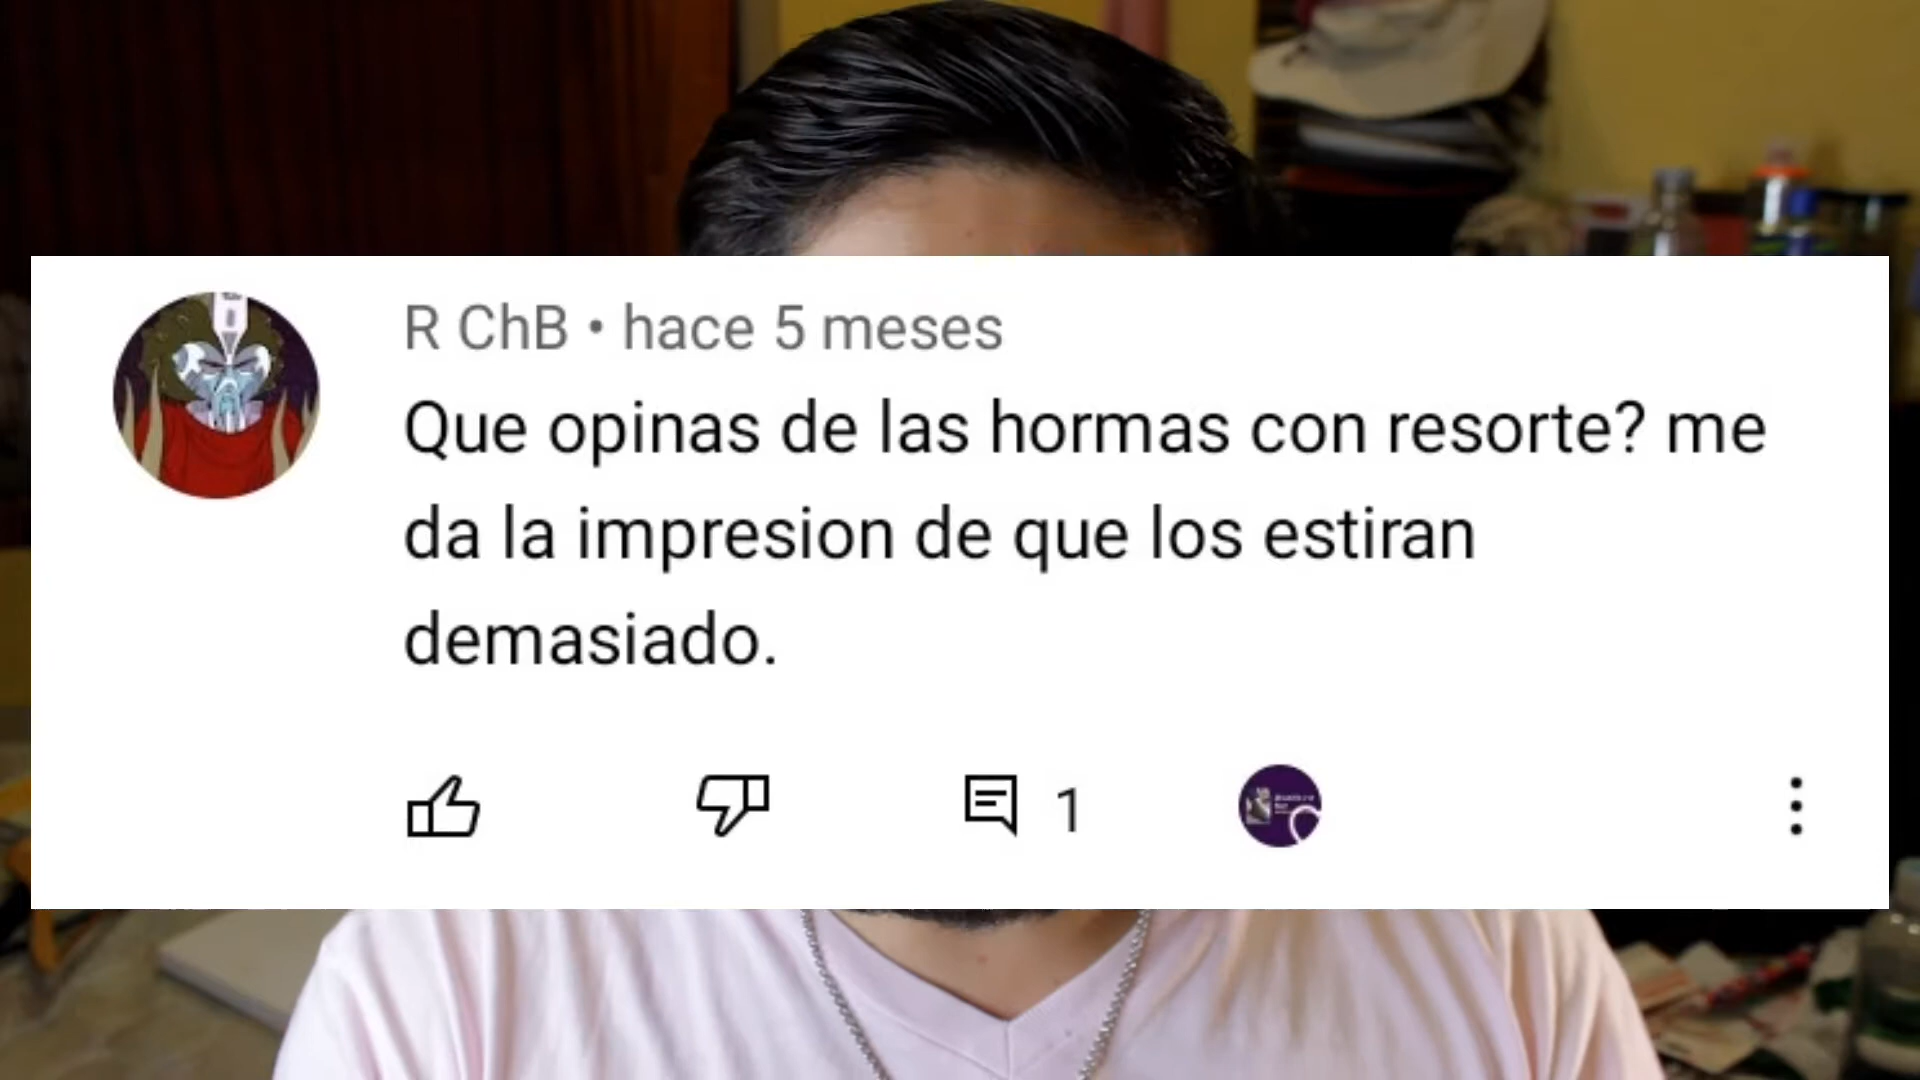 R ChB • hace 5 meses
Que opinas de las hormas con resorte? me
da la impresion de que los estiran
demasiado.
1